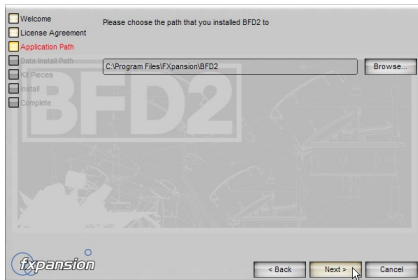 Welcome
License Agreement
Application Path
Data Install Path
Kit Pieces
Install
Complete
Please choose the path that you installed BFD2 to
C:\Program Files\FXpansion\BFD2
Browse...
BFD2
fxpansion
< Back
Next >
Cancel